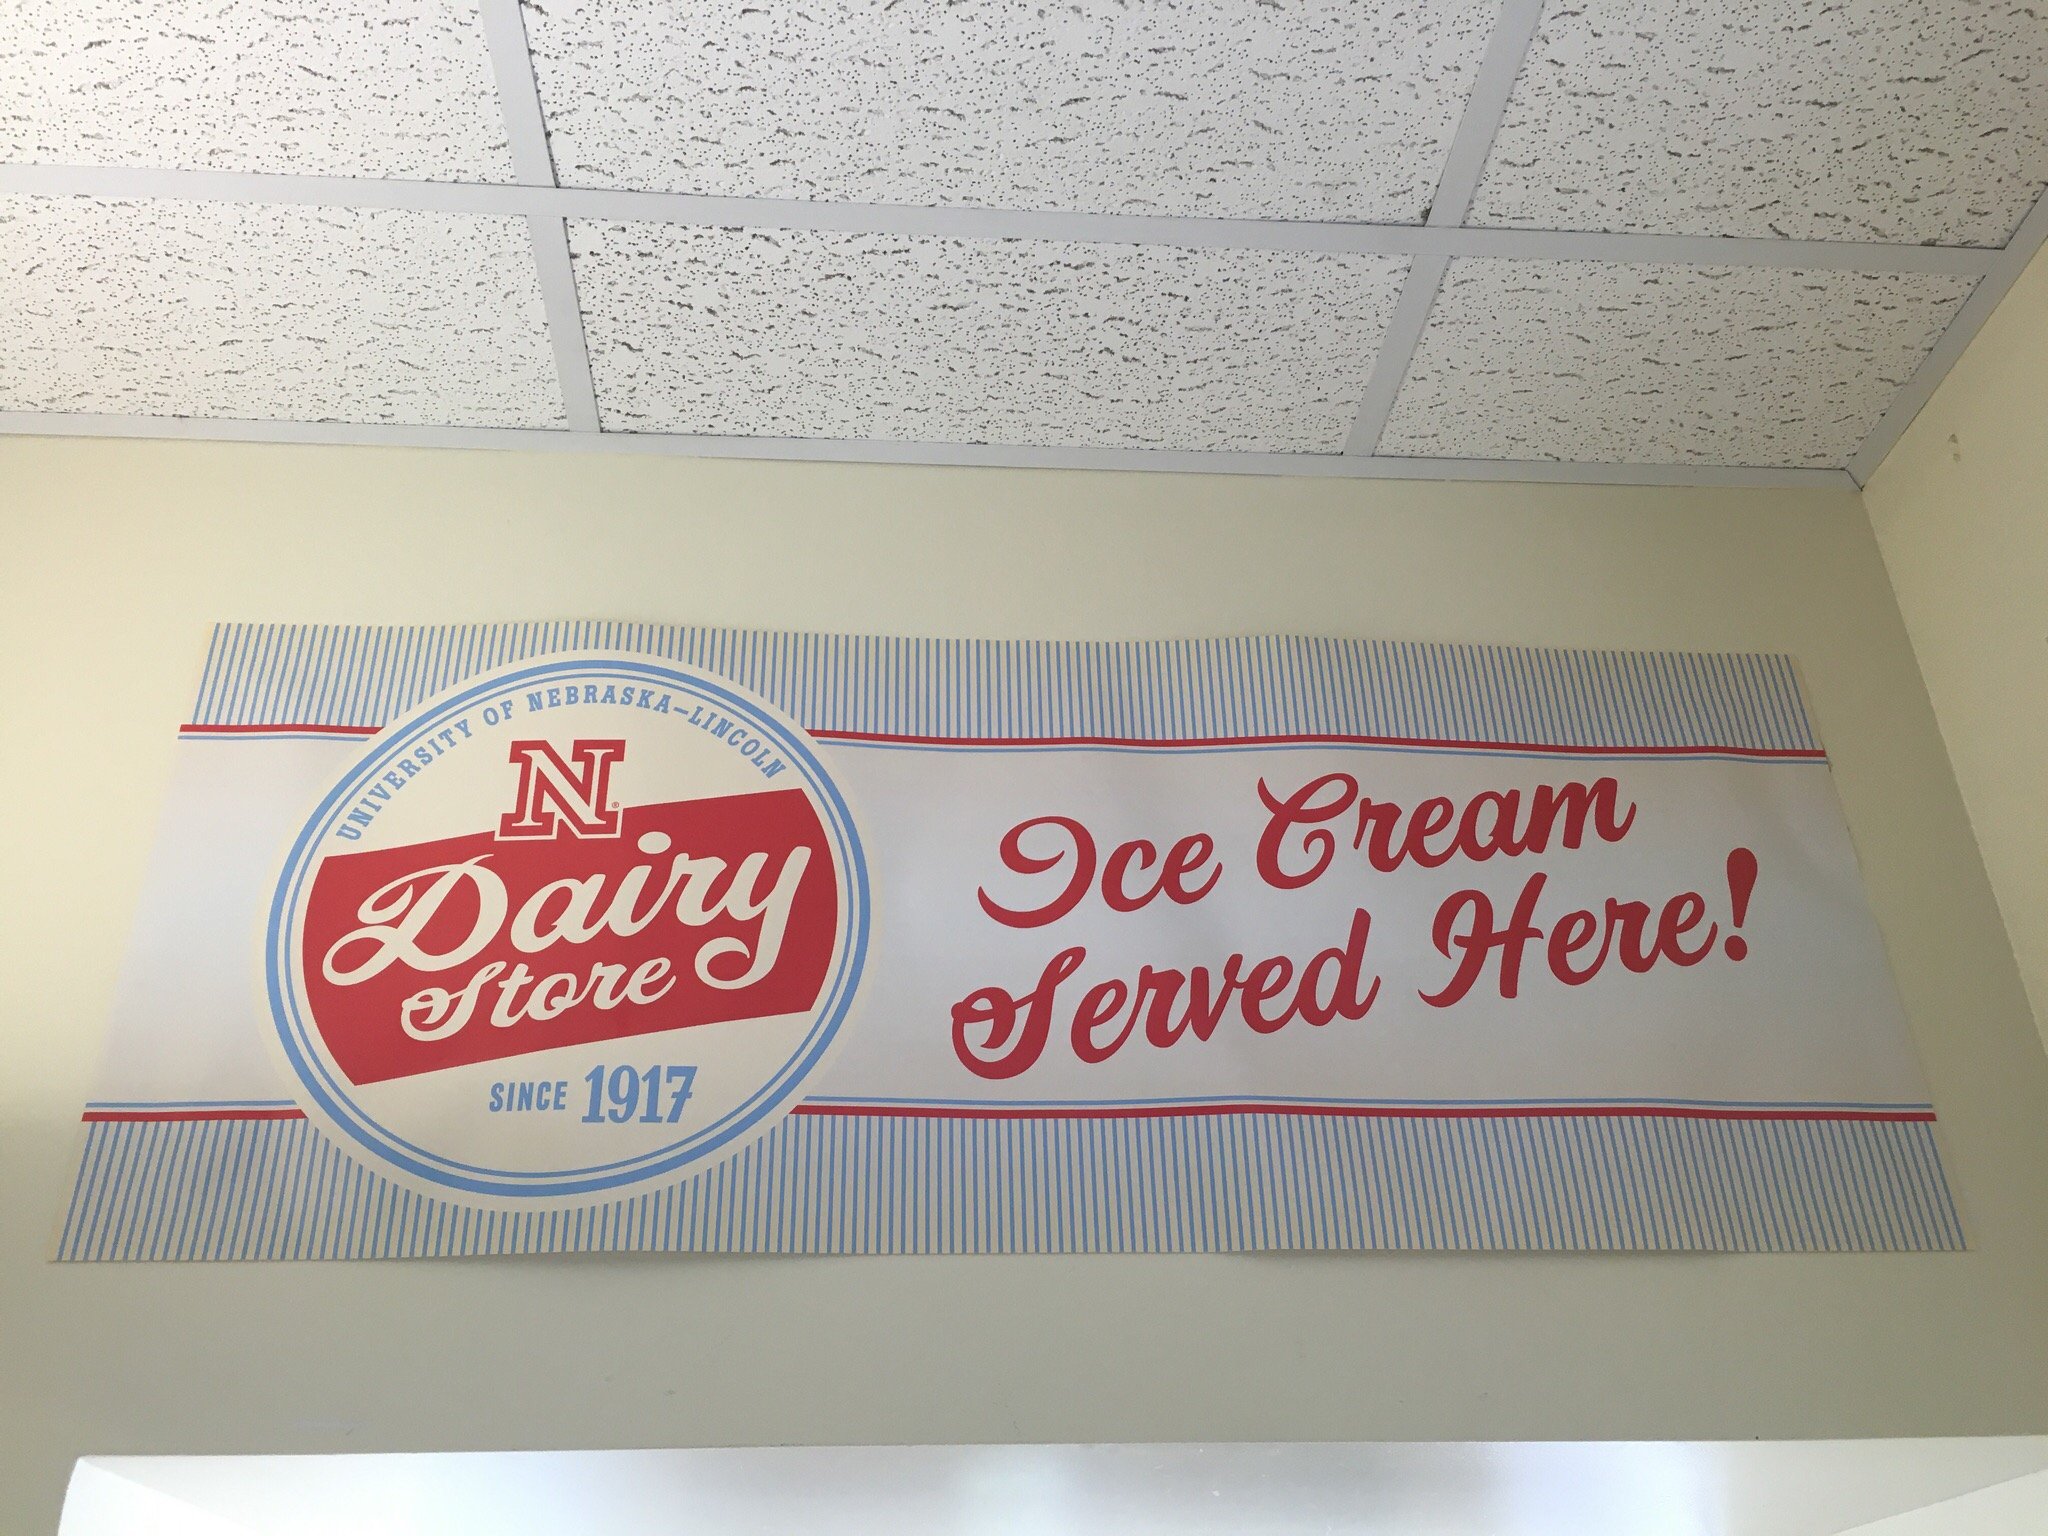 UNIVERSITY OF NEBRASKA–LINCOLN
N®
Dairy
Store
SINCE 1917
Ice Cream
Served Here!